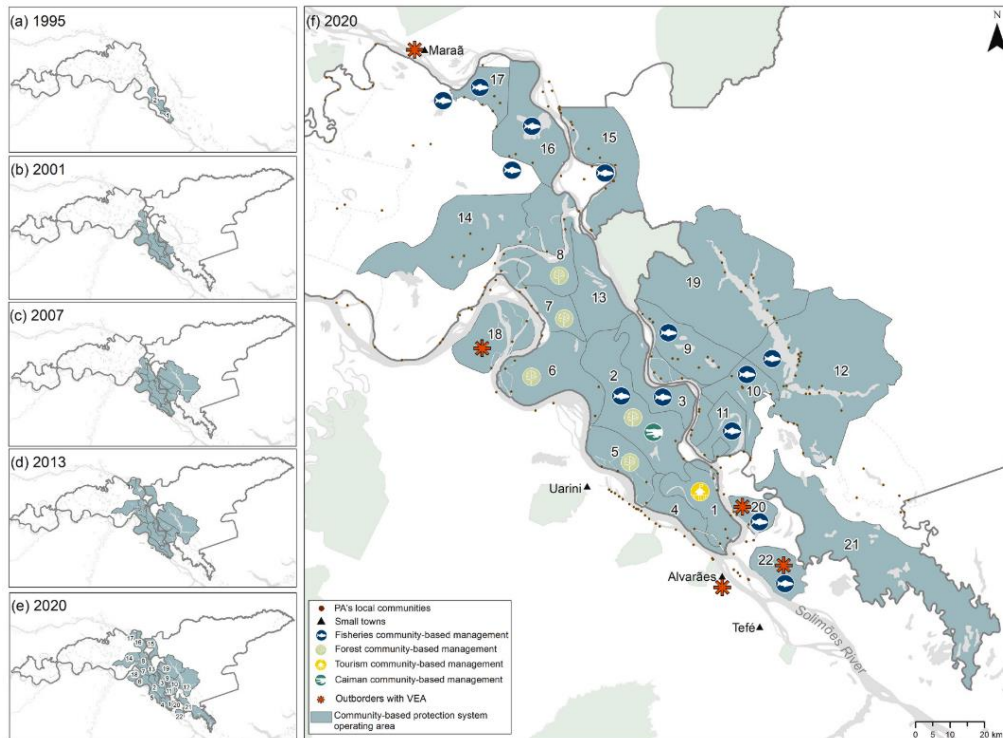 (a) 1995
(b) 2001
(c) 2007
(d) 2013
(e) 2020
(f) 2020
N
Maraã
17
16
15
14
8
13
19
7
18
9
6
2
3
10
12
11
5
Uarini
4
1
20
21
22
Alvarães
Tefé
Solimões River
PA's local communities
Small towns
Fisheries community-based management
Forest community-based management
Tourism community-based management
Caiman community-based management
Outborders with VEA
Community-based protection system
operating area
0 5 10 20 km